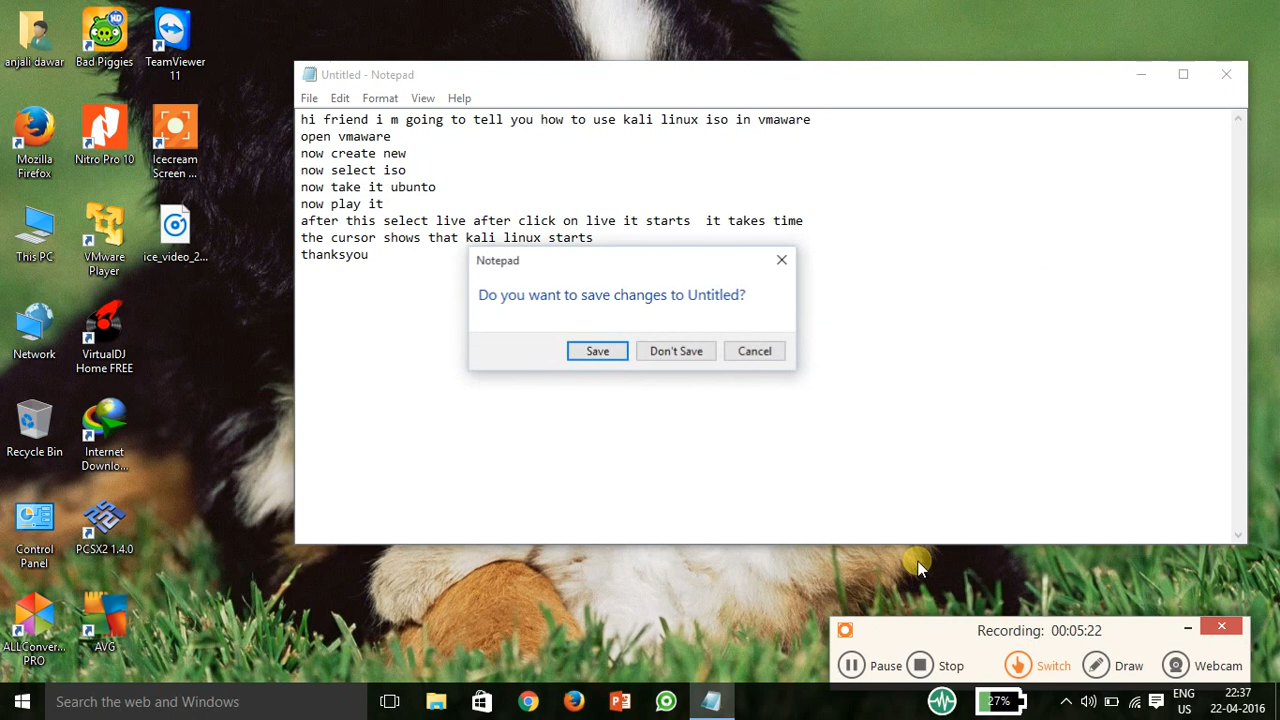 anjali dawar
Bad Piggies
TeamViewer
11
Mozilla
Firefox
Nitro Pro 10
Icecream
Screen ...
This PC
VMware
Player
ice_video_2...
Network
VirtualDJ
Home FREE
Recycle Bin
Internet
Downlo...
Control
Panel
PCSX2 1.4.0
ALLConver...
PRO
AVG
HD
Untitled - Notepad
File Edit Format View Help
hi friend i m going to tell you how to use kali linux iso in vmaware
open vmaware
now create new
now select iso
now take it ubunto
now play it
after this select live after click on live it starts  it takes time
the cursor shows that kali linux starts
thanksyou
Notepad
Do you want to save changes to Untitled?
Save Don't Save Cancel
Recording: 00:05:22
Pause Stop Switch Draw Webcam
Search the web and Windows
27%
ENG
US
22:37
22-04-2016